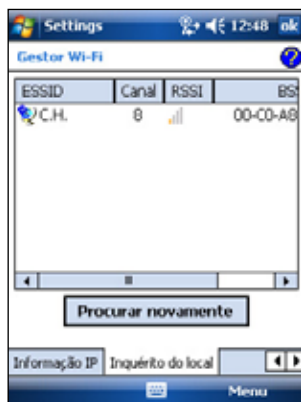 Settings 12:48 ok
Gestor Wi-Fi
ESSID Canal RSSI BS
C.H. 8 00-C0-A8
Procurar novamente
Informação IP Inquérito do local
Menu